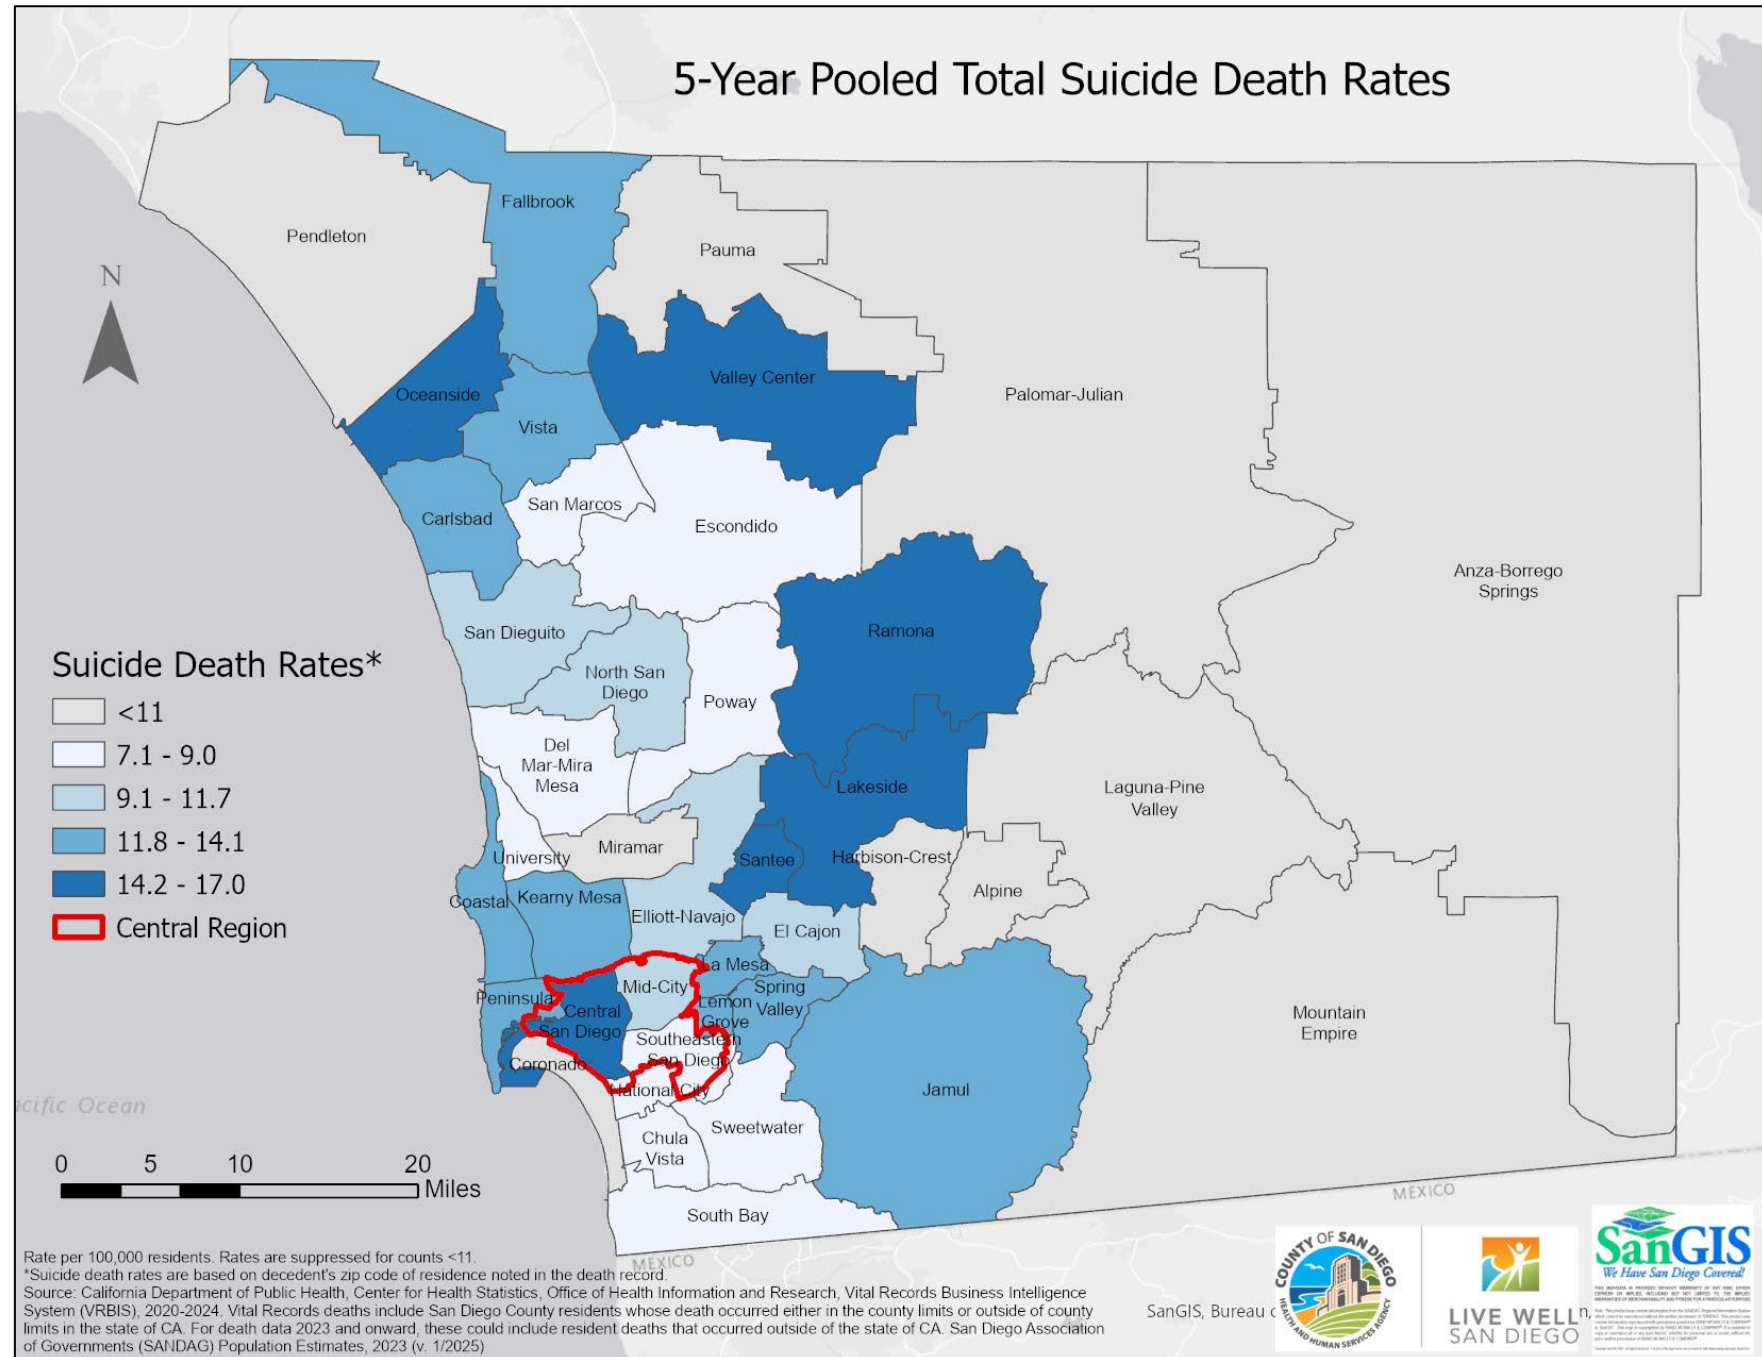 5-Year Pooled Total Suicide Death Rates
Fallbrook
Pendleton
Pauma
N
Oceanside
Valley Center
Palomar-Julian
Vista
San Marcos
Carlsbad
Escondido
Anza-Borrego
Springs
San Dieguito
Ramona
North San
Diego
Poway
Suicide Death Rates*
<11
7.1 - 9.0
9.1 - 11.7
11.8 - 14.1
14.2 - 17.0
Central Region
Del
Mar-Mira
Mesa
Lakeside
Laguna-Pine
Valley
University
Miramar
Santee
Harbison-Crest
Alpine
Coastal
Kearny Mesa
Elliott-Navajo
El Cajon
La Mesa
Mid-City
Spring
Valley
Peninsula
Central
San Diego
Lemon
Grove
Southeastern
San Diego
Mountain
Empire
Coronado
National City
Jamul
cific Ocean
Chula
Vista
Sweetwater
South Bay
0 5 10 20
Miles
MEXICO
MEXICO
Rate per 100,000 residents. Rates are suppressed for counts <11.
*Suicide death rates are based on decedent's zip code of residence noted in the death record.
Source: California Department of Public Health, Center for Health Statistics, Office of Health Information and Research, Vital Records Business Intelligence
System (VRBIS), 2020-2024. Vital Records deaths include San Diego County residents whose death occurred either in the county limits or outside of county
limits in the state of CA. For death data 2023 and onward, these could include resident deaths that occurred outside of the state of CA. San Diego Association
of Governments (SANDAG) Population Estimates, 2023 (v. 1/2025)
SanGIS, Bureau
COUNTY OF SAN DIEGO
HEALTH AND HUMAN SERVICES AGENCY
LIVE WELL
SAN DIEGO
SanGIS
We Have San Diego Covered!